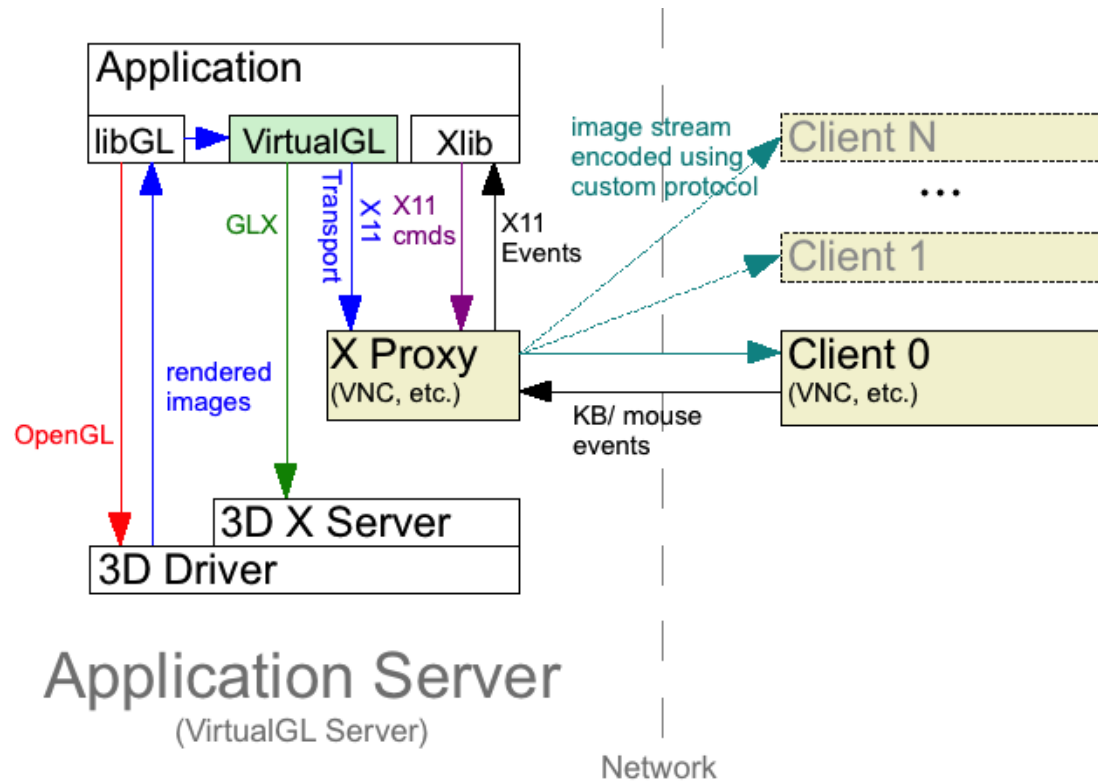 Application
libGL
VirtualGL
Xlib
image stream
encoded using
custom protocol
Client N
...
GLX
X11
Transport
X11
cmds
X11
Events
Client 1
X Proxy
(VNC, etc.)
Client 0
(VNC, etc.)
rendered
images
KB/ mouse
events
OpenGL
3D X Server
3D Driver
Application Server
(VirtualGL Server)
Network